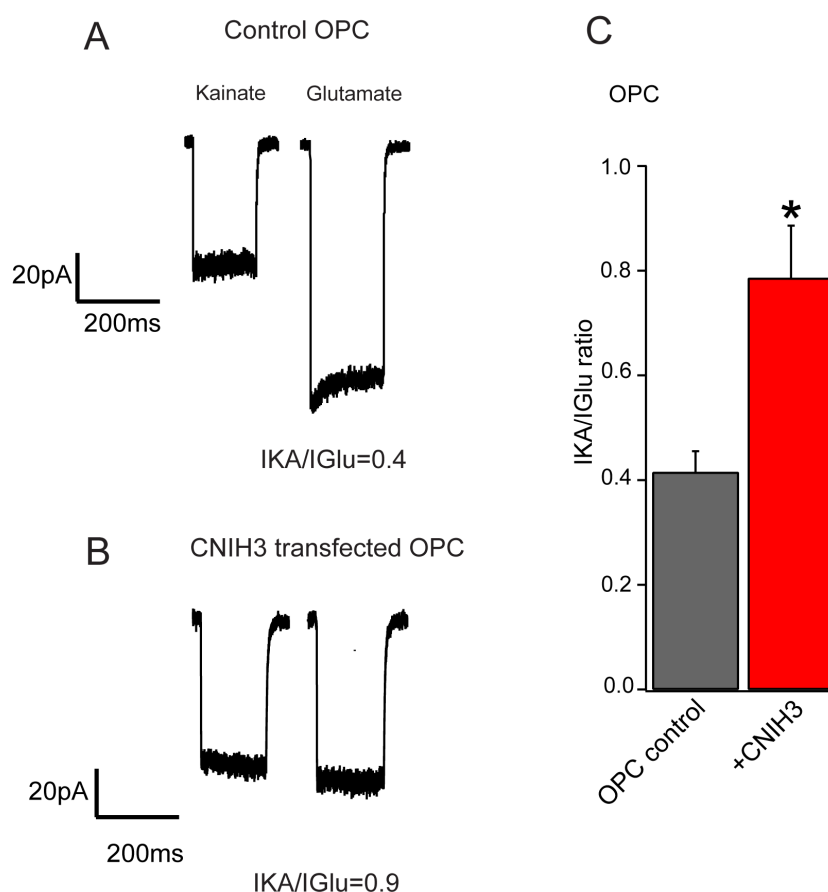 A
Control OPC
Kainate
Glutamate
20pA
200ms
IKA/IGlu=0.4
B
CNIH3 transfected OPC
20pA
200ms
IKA/IGlu=0.9
C
OPC
IKA/IGlu ratio
1.0
0.8
0.6
0.4
0.2
0.0
*
OPC control
+CNIH3